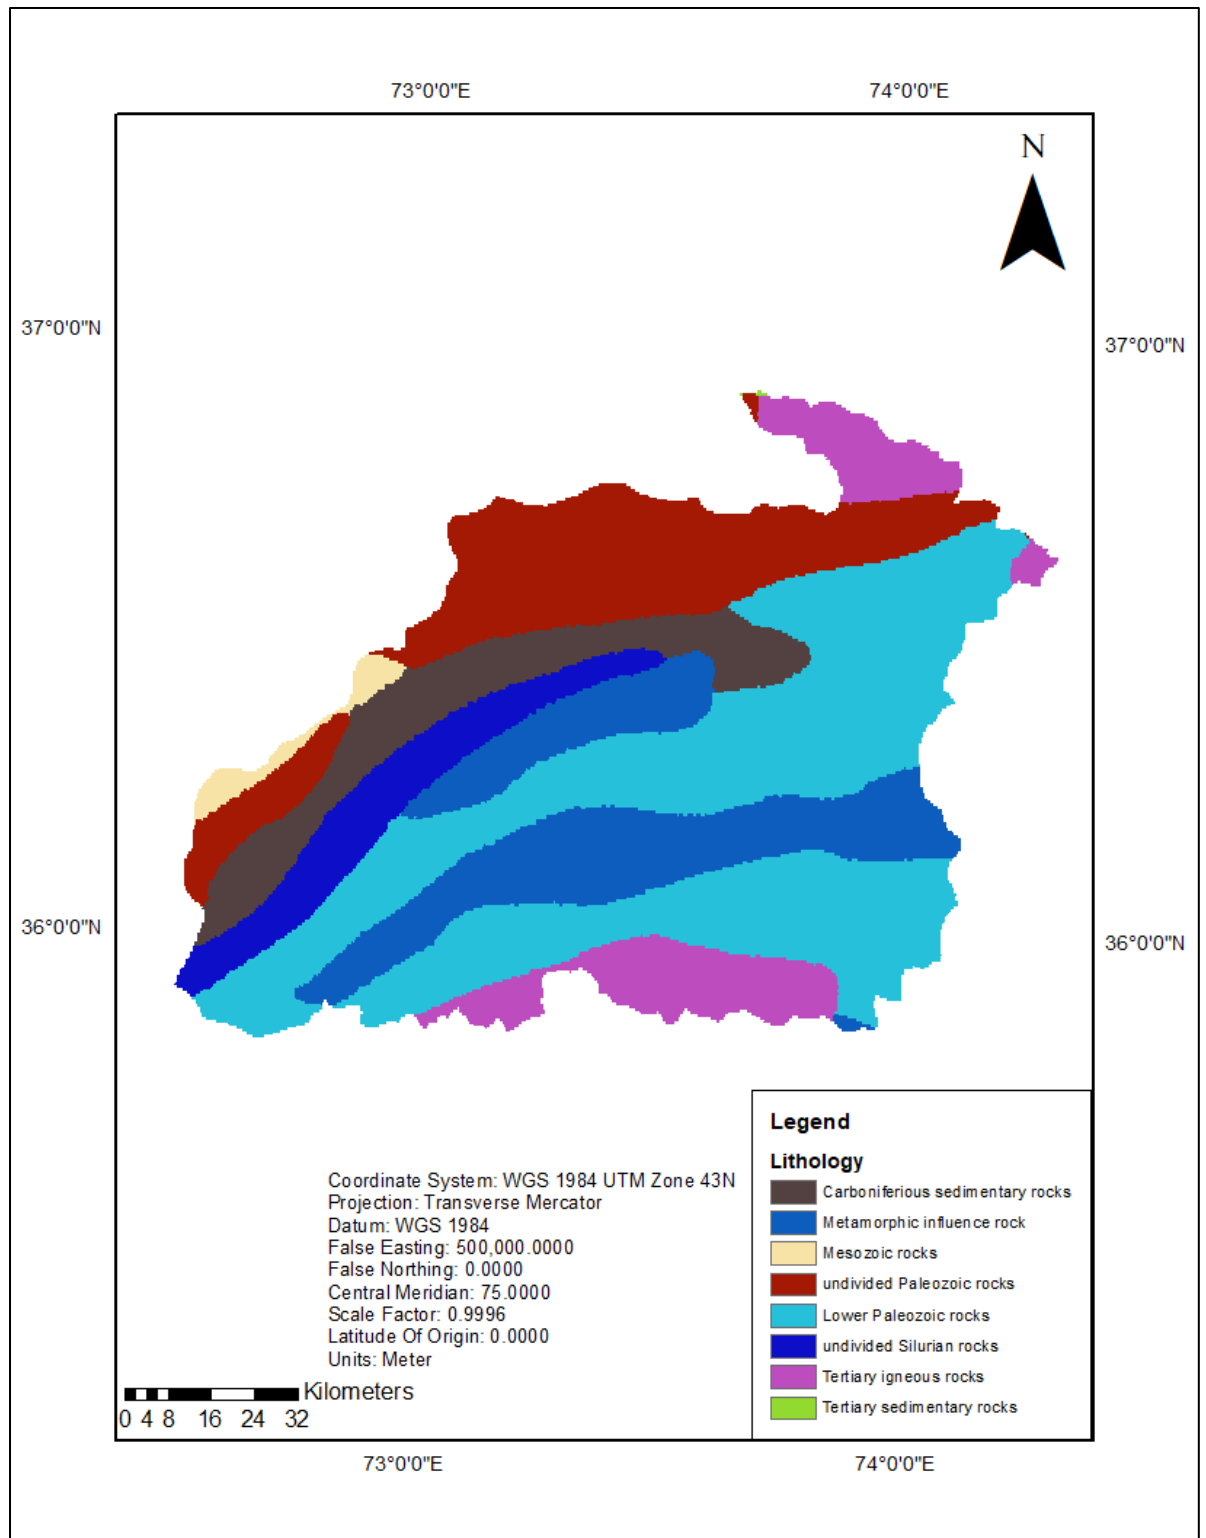 73°0'0"E
74°0'0"E
N
37°0'0"N
37°0'0"N
36°0'0"N
36°0'0"N
Legend
Lithology
Carboniferious sedimentary rocks
Metamorphic influence rock
Mesozoic rocks
undivided Paleozoic rocks
Lower Paleozoic rocks
undivided Silurian rocks
Tertiary igneous rocks
Tertiary sedimentary rocks
Coordinate System: WGS 1984 UTM Zone 43N
Projection: Transverse Mercator
Datum: WGS 1984
False Easting: 500,000.0000
False Northing: 0.0000
Central Meridian: 75.0000
Scale Factor: 0.9996
Latitude Of Origin: 0.0000
Units: Meter
Kilometers
0 4 8 16 24 32
73°0'0"E
74°0'0"E